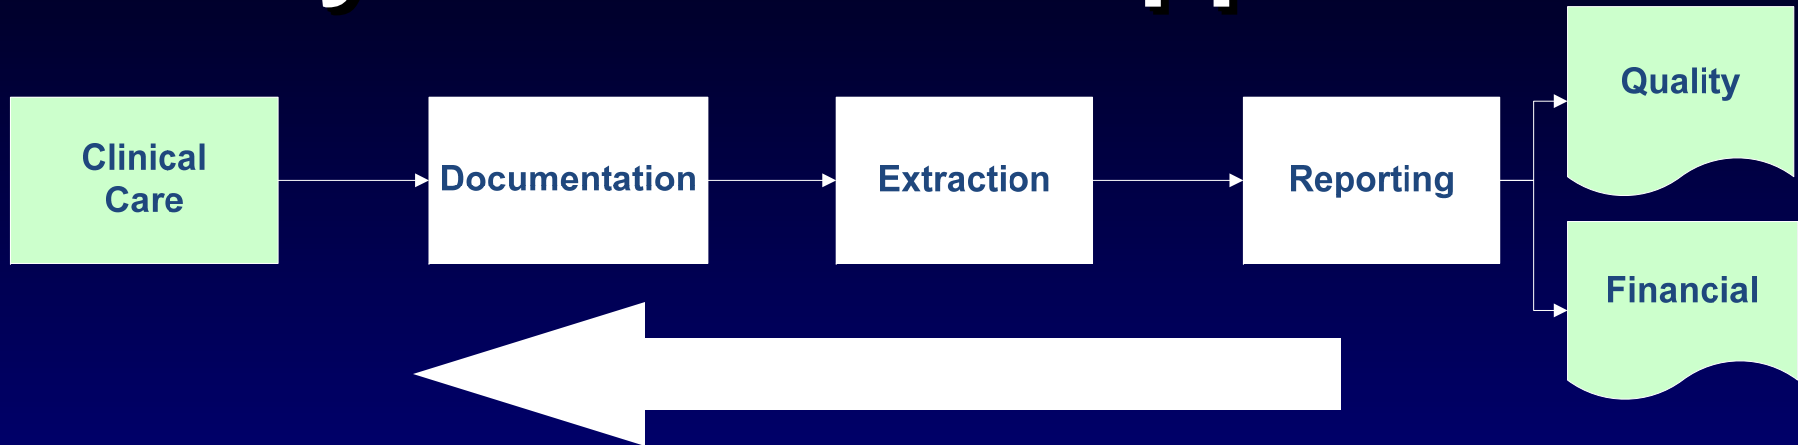 Clinical
Care
Documentation
Extraction
Reporting
Quality
Financial